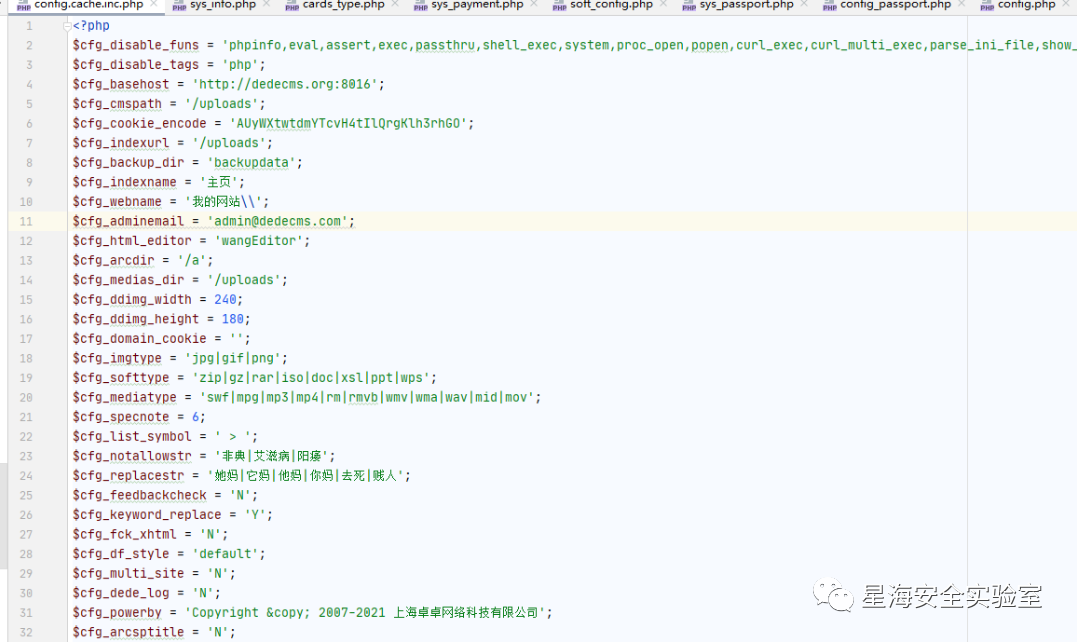 config.cache.inc.php × sys_info.php × cards_type.php × sys_payment.php × soft_config.php × sys_passport.php × config_passport.php × config.php ×
1 <?php
2 $cfg_disable_funs = 'phpinfo,eval,assert,exec,passthru,shell_exec,system,proc_open,popen,curl_exec,curl_multi_exec,parse_ini_file,show_
3 $cfg_disable_tags = 'php';
4 $cfg_basehost = 'http://dedecms.org:8016';
5 $cfg_cmspath = '/uploads';
6 $cfg_cookie_encode = 'AUyWXtwtdmYTcvH4tIlQrgKlh3rhGO';
7 $cfg_indexurl = '/uploads';
8 $cfg_backup_dir = 'backupdata';
9 $cfg_indexname = '主页';
10 $cfg_webname = '我的网站\\';
11 $cfg_adminemail = 'admin@dedecms.com';
12 $cfg_html_editor = 'wangEditor';
13 $cfg_arcdir = '/a';
14 $cfg_medias_dir = '/uploads';
15 $cfg_ddimg_width = 240;
16 $cfg_ddimg_height = 180;
17 $cfg_domain_cookie = '';
18 $cfg_imgtype = 'jpg|gif|png';
19 $cfg_softtype = 'zip|gz|rar|iso|doc|xsl|ppt|wps';
20 $cfg_mediatype = 'swf|mpg|mp3|mp4|rm|rmvb|wmv|wma|wav|mid|mov';
21 $cfg_specnote = 6;
22 $cfg_list_symbol = ' > ';
23 $cfg_notallowstr = '非典|艾滋病|阳痿';
24 $cfg_replacestr = '她妈|它妈|他妈|你妈|去死|贱人';
25 $cfg_feedbackcheck = 'N';
26 $cfg_keyword_replace = 'Y';
27 $cfg_fck_xhtml = 'N';
28 $cfg_df_style = 'default';
29 $cfg_multi_site = 'N';
30 $cfg_dede_log = 'N';
31 $cfg_powerby = 'Copyright &copy; 2007-2021 上海卓卓网络科技有限公司';
32 $cfg_arcsptitle = 'N';
星海安全实验室